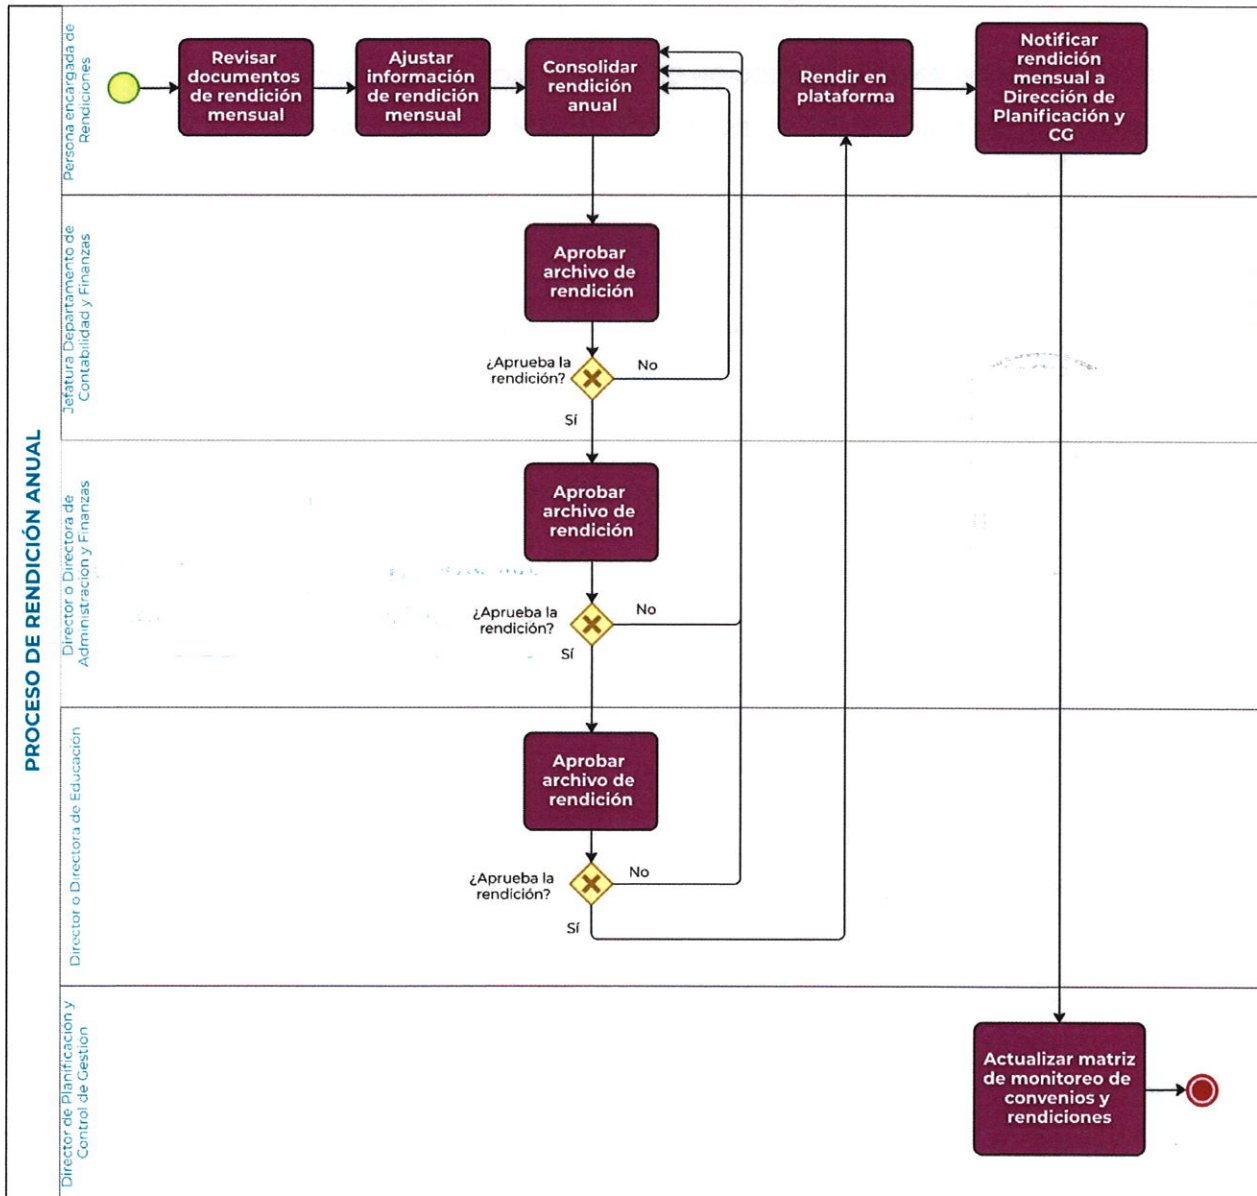 PROCESO DE RENDICIÓN ANUAL
Persona encargada de
Rendiciones
Revisar
documentos
de rendición
mensual
Ajustar
información
de rendición
mensual
Consolidar
rendición
anual
Rendir en
plataforma
Notificar
rendición
mensual a
Dirección de
Planificación y
CG
Jefatura Departamento de
Contabilidad y Finanzas
Aprobar
archivo de
rendición
¿Aprueba la
rendición?
No
Sí
Director o Directora de
Administracion y Finanzas
Aprobar
archivo de
rendición
¿Aprueba la
rendición?
No
Sí
Director o Directora de Educación
Aprobar
archivo de
rendición
¿Aprueba la
rendición?
No
Sí
Director de Planificación y
Control de Gestión
Actualizar matriz
de monitoreo de
convenios y
rendiciones